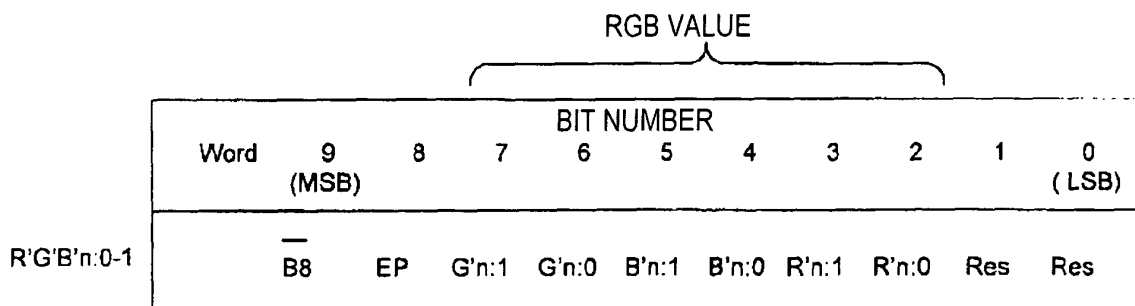 RGB VALUE
BIT NUMBER
Word 9 8 7 6 5 4 3 2 1 0
(MSB) ( LSB)
R'G'B'n:0-1 B̅8 EP G'n:1 G'n:0 B'n:1 B'n:0 R'n:1 R'n:0 Res Res